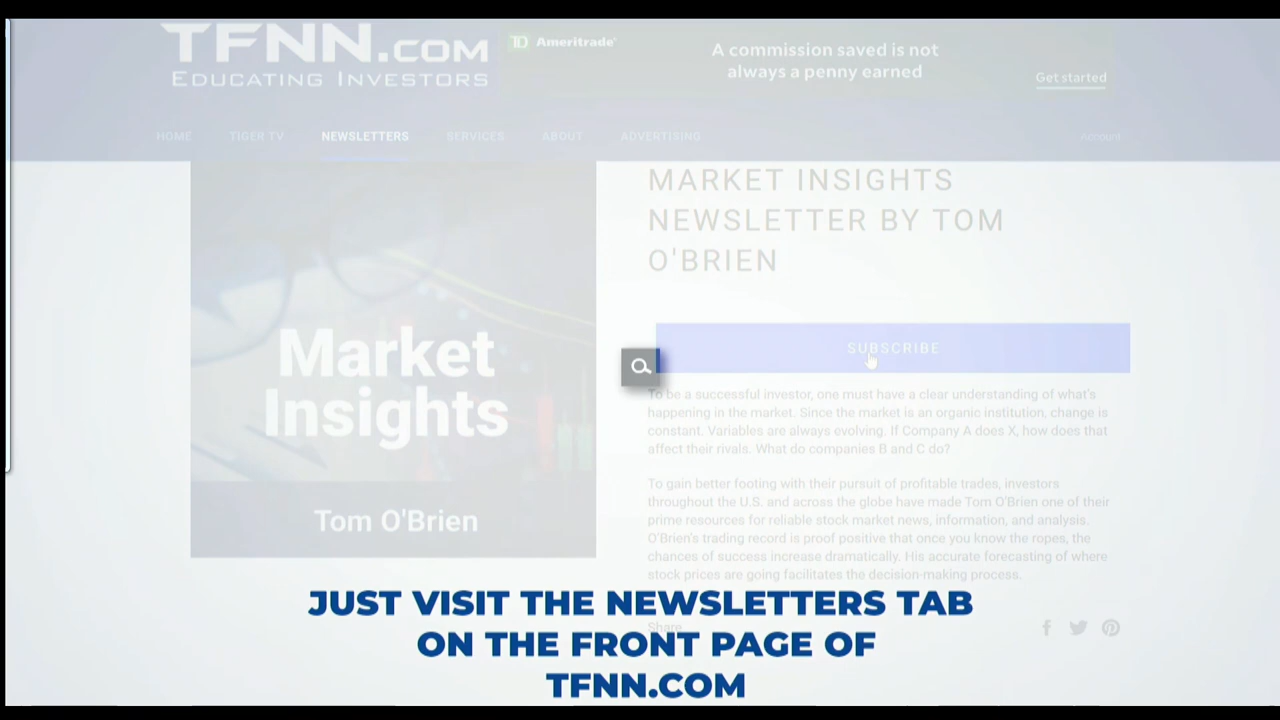 TFNN.COM
EDUCATING INVESTORS
TD Ameritrade
A commission saved is not
always a penny earned
Get started
HOME TIGER TV NEWSLETTERS SERVICES ABOUT ADVERTISING Account
MARKET INSIGHTS
NEWSLETTER BY TOM
O'BRIEN
Market
Insights
Tom O'Brien
SUBSCRIBE
To be a successful investor, one must have a clear understanding of what's
happening in the market. Since the market is an organic institution, change is
constant. Variables are always evolving. If Company A does X, how does that
affect their rivals. What do companies B and C do?
To gain better footing with their pursuit of profitable trades, investors
throughout the U.S. and across the globe have made Tom O'Brien one of their
prime resources for reliable stock market news, information, and analysis.
O'Brien's trading record is proof positive that once you know the ropes, the
chances of success increase dramatically. His accurate forecasting of where
stock prices are going facilitates the decision-making process.
Share
JUST VISIT THE NEWSLETTERS TAB
ON THE FRONT PAGE OF
TFNN.COM